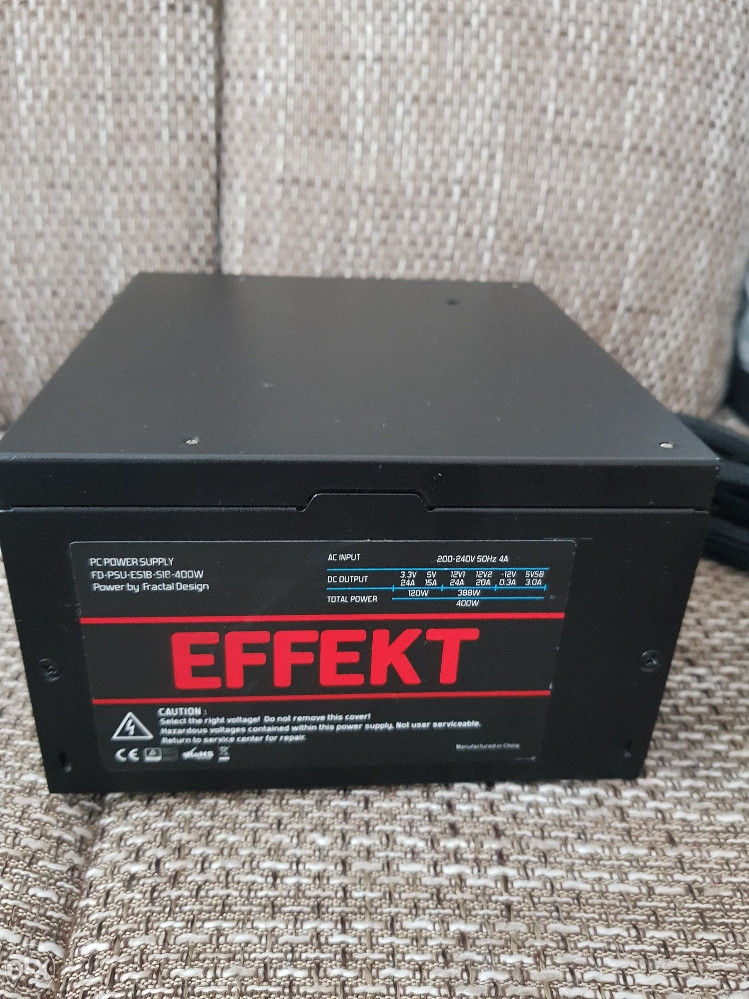 PC POWER SUPPLY
FD-PSU-ES1B-S12-400W
Power by Fractal Design
AC INPUT 200-240V 50Hz 4A
DC OUTPUT 3.3V 5V 12V1 12V2 -12V 5VSB
24A 15A 24A 20A 0.3A 3.0A
TOTAL POWER 120W 388W
400W
EFFEKT
CAUTION :
Select the right voltage! Do not remove this cover!
Hazardous voltages contained within this power supply. Not user serviceable.
Return to service center for repair.
CE RoHS
Manufactured in China